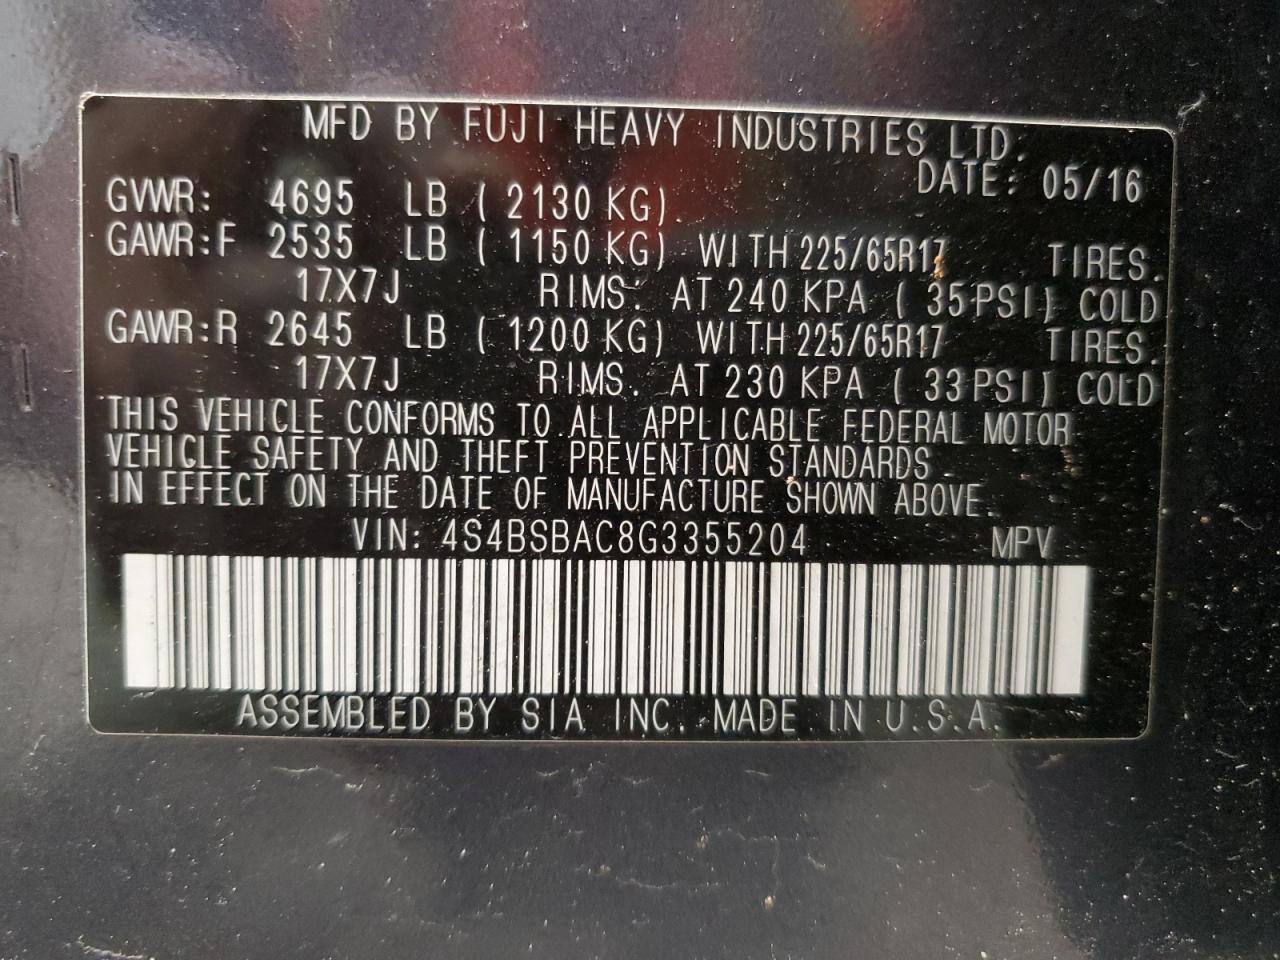 MFD BY FUJI HEAVY INDUSTRIES LTD.
DATE: 05/16
GVWR: 4695 LB ( 2130 KG)
GAWR:F 2535 LB ( 1150 KG) WITH 225/65R17 TIRES.
17X7J RIMS. AT 240 KPA ( 35 PSI) COLD
GAWR:R 2645 LB ( 1200 KG) WITH 225/65R17 TIRES.
17X7J RIMS. AT 230 KPA ( 33 PSI) COLD
THIS VEHICLE CONFORMS TO ALL APPLICABLE FEDERAL MOTOR
VEHICLE SAFETY AND THEFT PREVENTION STANDARDS
IN EFFECT ON THE DATE OF MANUFACTURE SHOWN ABOVE.
VIN: 4S4BSBAC8G3355204 MPV
ASSEMBLED BY SIA INC. MADE IN U.S.A.